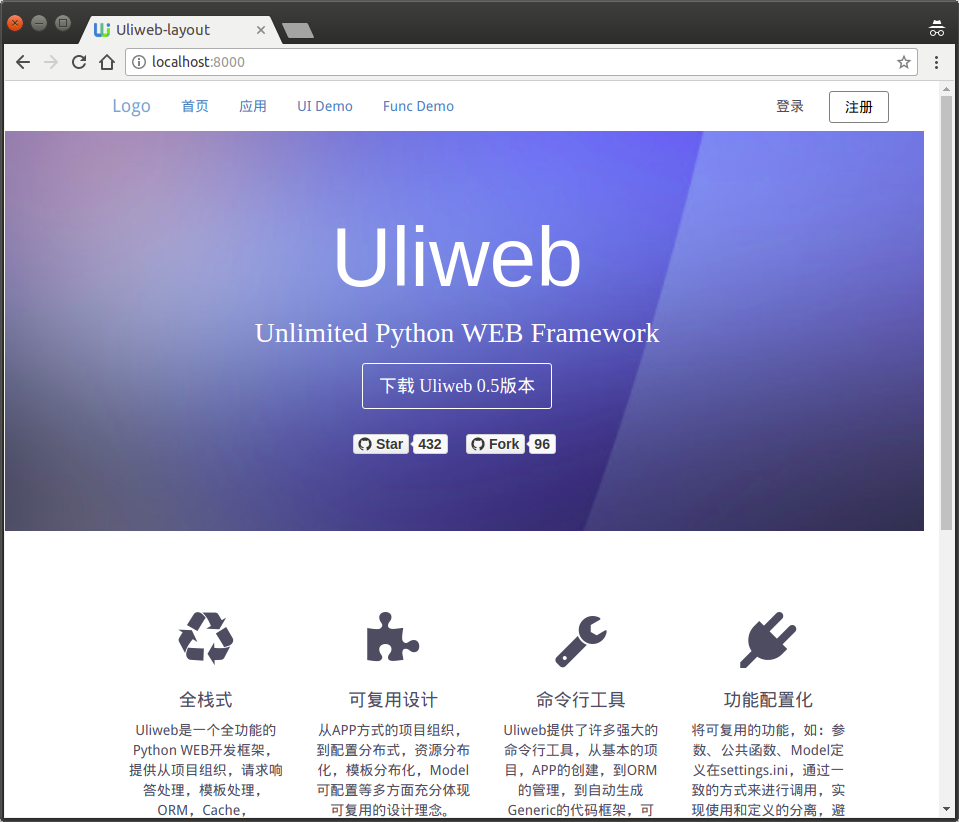 Uliweb-layout
localhost:8000
Logo 首页 应用 UI Demo Func Demo 登录 注册
Uliweb
Unlimited Python WEB Framework
下载 Uliweb 0.5版本
Star 432 Fork 96
全栈式
Uliweb是一个全功能的
Python WEB开发框架，
提供从项目组织，请求响
答处理，模板处理，
ORM，Cache，
可复用设计
从APP方式的项目组织，
到配置分布式，资源分布
化，模板分布化，Model
可配置等多方面充分体现
可复用的设计理念。
命令行工具
Uliweb提供了许多强大的
命令行工具，从基本的项
目，APP的创建，到ORM
的管理，到自动生成
Generic的代码框架，可
功能配置化
将可复用的功能，如：参
数、公共函数、Model定
义在settings.ini，通过一
致的方式来进行调用，实
现使用和定义的分离，避